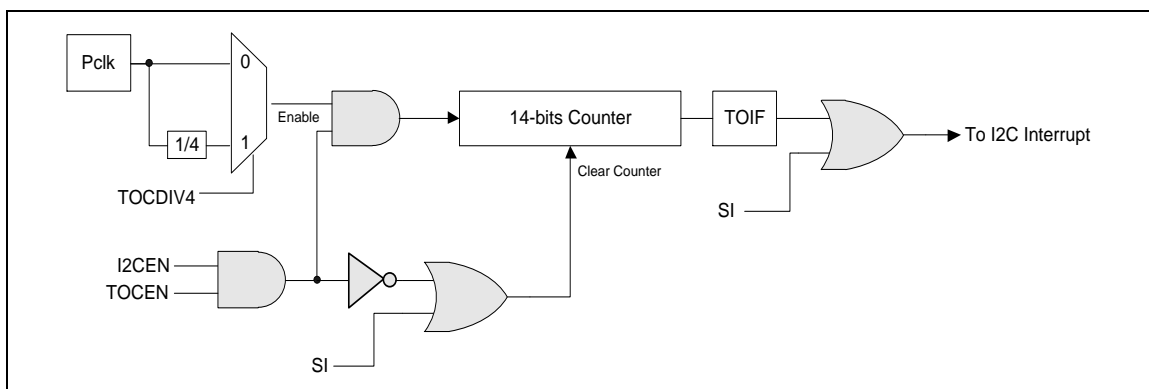 Pclk
0
1/4
1
Enable
TOCDIV4
14-bits Counter
TOIF
To I2C Interrupt
Clear Counter
SI
I2CEN
TOCEN
SI